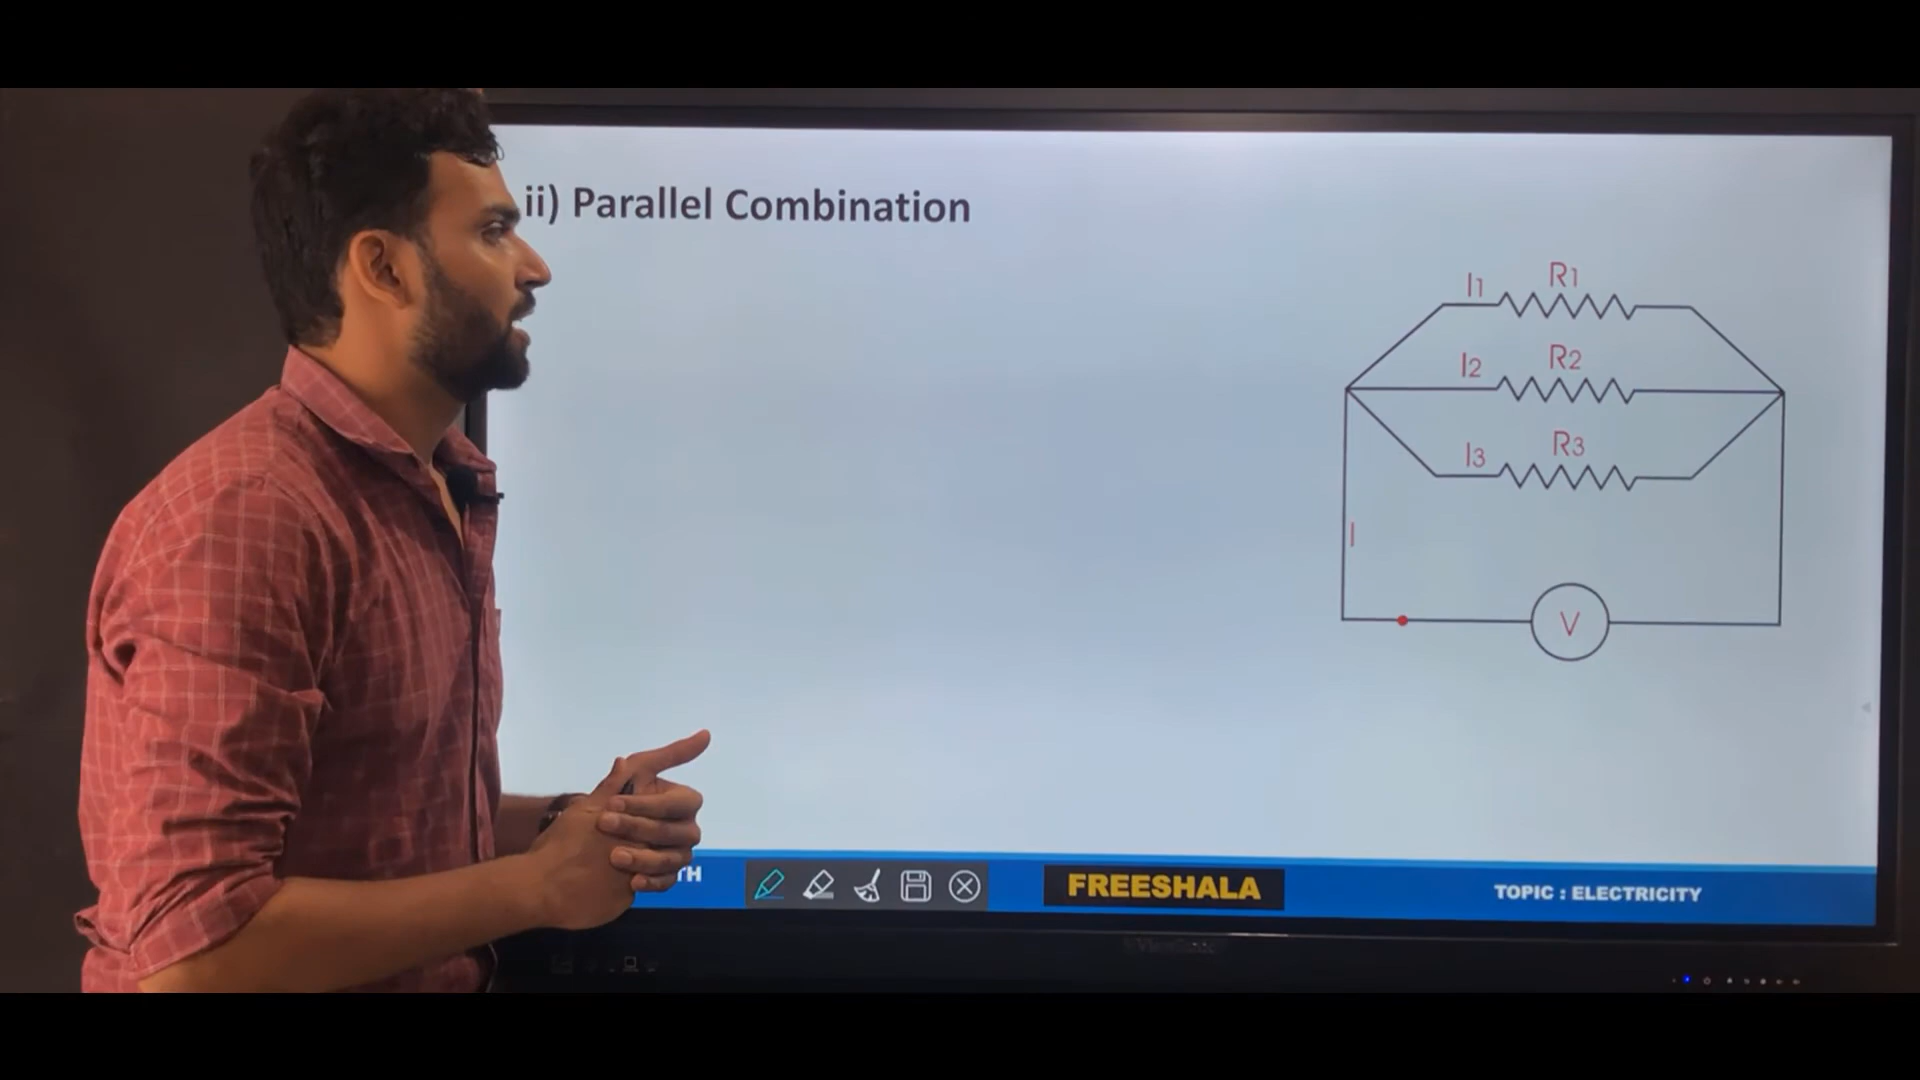 ii) Parallel Combination
I1
R1
I2
R2
I3
R3
I
V
TH
FREESHALA
TOPIC : ELECTRICITY